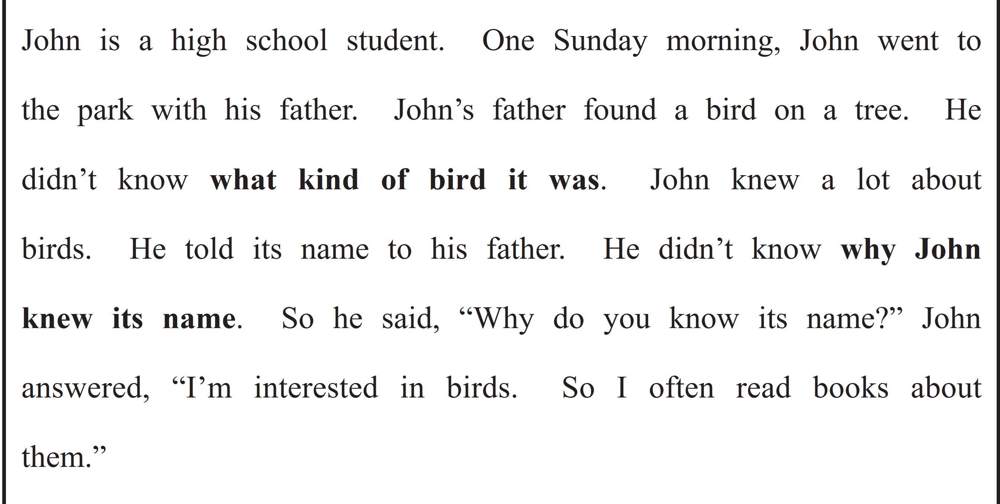 John is a high school student. One Sunday morning, John went to
the park with his father. John’s father found a bird on a tree. He
didn’t know what kind of bird it was. John knew a lot about
birds. He told its name to his father. He didn’t know why John
knew its name. So he said, “Why do you know its name?” John
answered, “I’m interested in birds. So I often read books about
them.”